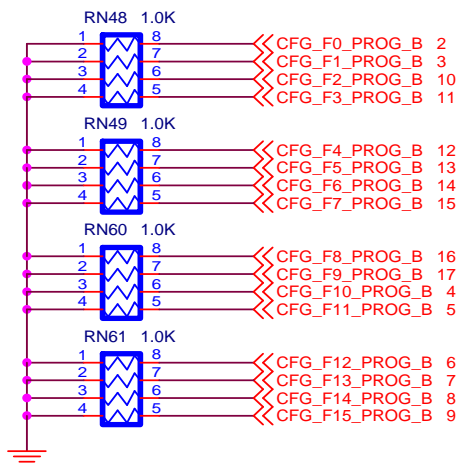 RN48 1.0K
1 8 CFG_F0_PROG_B 2
2 7 CFG_F1_PROG_B 3
3 6 CFG_F2_PROG_B 10
4 5 CFG_F3_PROG_B 11
RN49 1.0K
1 8 CFG_F4_PROG_B 12
2 7 CFG_F5_PROG_B 13
3 6 CFG_F6_PROG_B 14
4 5 CFG_F7_PROG_B 15
RN60 1.0K
1 8 CFG_F8_PROG_B 16
2 7 CFG_F9_PROG_B 17
3 6 CFG_F10_PROG_B 4
4 5 CFG_F11_PROG_B 5
RN61 1.0K
1 8 CFG_F12_PROG_B 6
2 7 CFG_F13_PROG_B 7
3 6 CFG_F14_PROG_B 8
4 5 CFG_F15_PROG_B 9